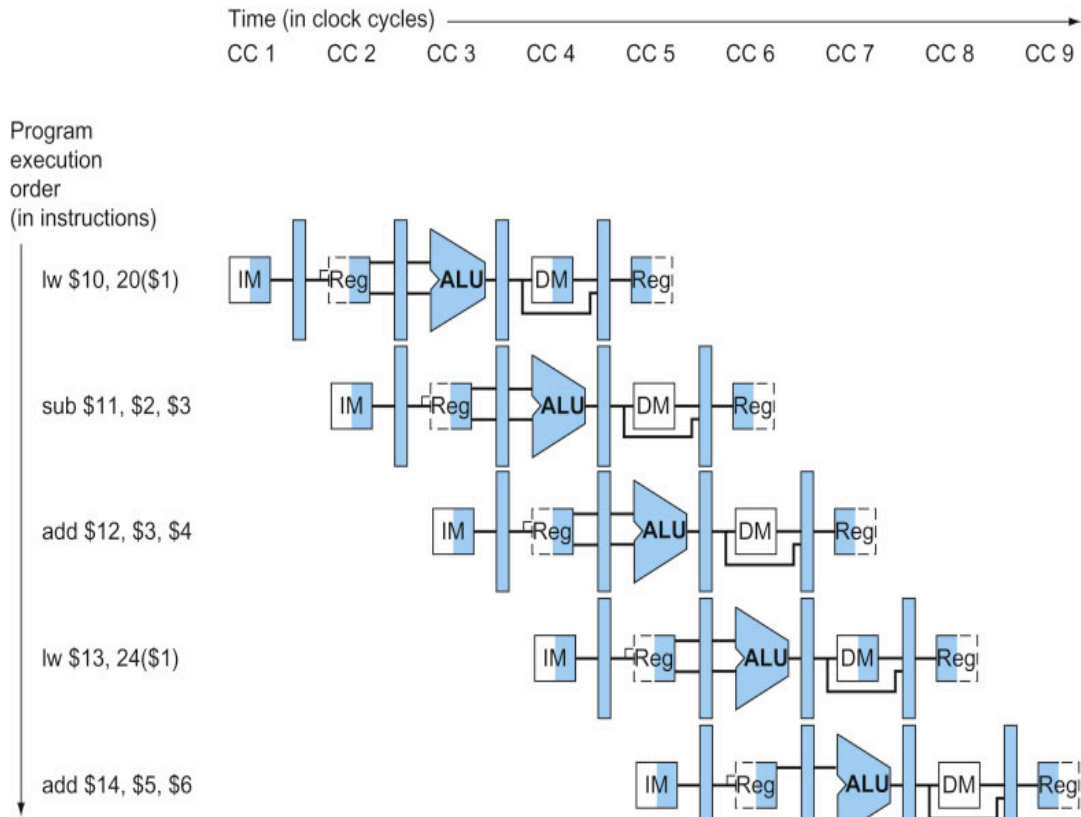 Time (in clock cycles)
CC 1 CC 2 CC 3 CC 4 CC 5 CC 6 CC 7 CC 8 CC 9
Program
execution
order
(in instructions)
lw $10, 20($1) IM Reg ALU DM Reg
sub $11, $2, $3 IM Reg ALU DM Reg
add $12, $3, $4 IM Reg ALU DM Reg
lw $13, 24($1) IM Reg ALU DM Reg
add $14, $5, $6 IM Reg ALU DM Reg